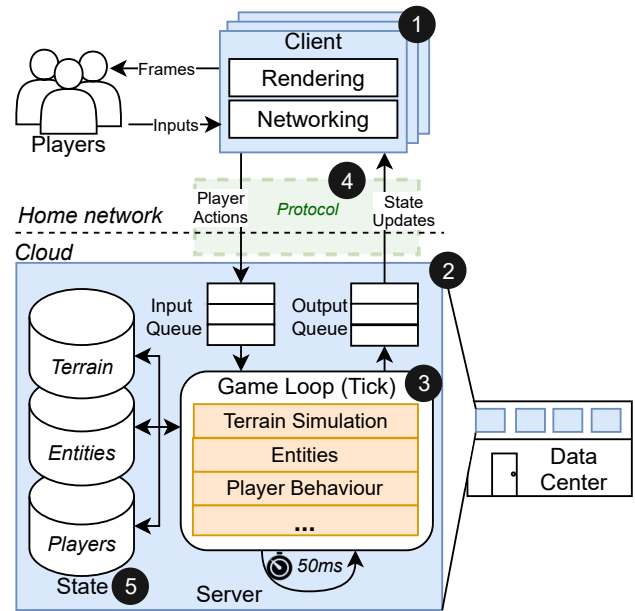 1
Client
Frames
Rendering
Inputs
Networking
Players
4
Player
Actions
Protocol
State
Updates
Home network
Cloud
2
Input
Queue
Output
Queue
Terrain
Game Loop (Tick)
3
Terrain Simulation
Entities
Entities
Player Behaviour
...
Data
Center
Players
50ms
State
5
Server